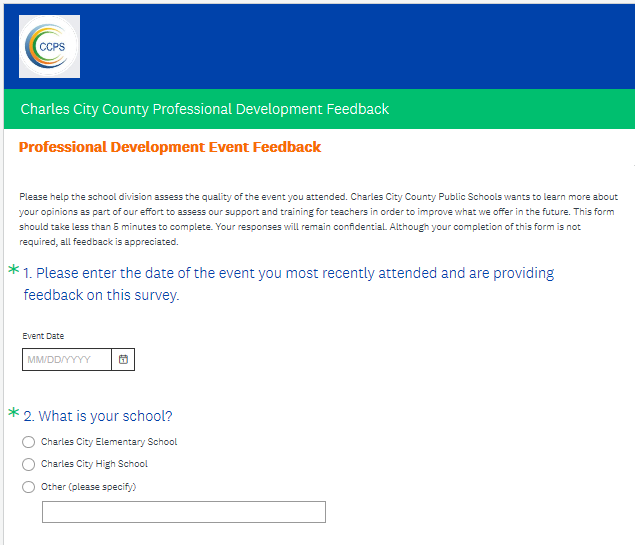 CCPS
Charles City County Professional Development Feedback
Professional Development Event Feedback
Please help the school division assess the quality of the event you attended. Charles City County Public Schools wants to learn more about
your opinions as part of our effort to assess our support and training for teachers in order to improve what we offer in the future. This form
should take less than 5 minutes to complete. Your responses will remain confidential. Although your completion of this form is not
required, all feedback is appreciated.
* 1. Please enter the date of the event you most recently attended and are providing
feedback on this survey.
Event Date
MM/DD/YYYY
* 2. What is your school?
Charles City Elementary School
Charles City High School
Other (please specify)